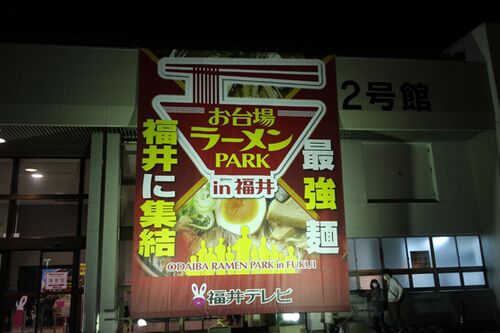 お台場
ラーメン
PARK
in 福井
最強麺
福井に集結
ODAIBA RAMEN PARK in FUKUI
福井テレビ
2号館